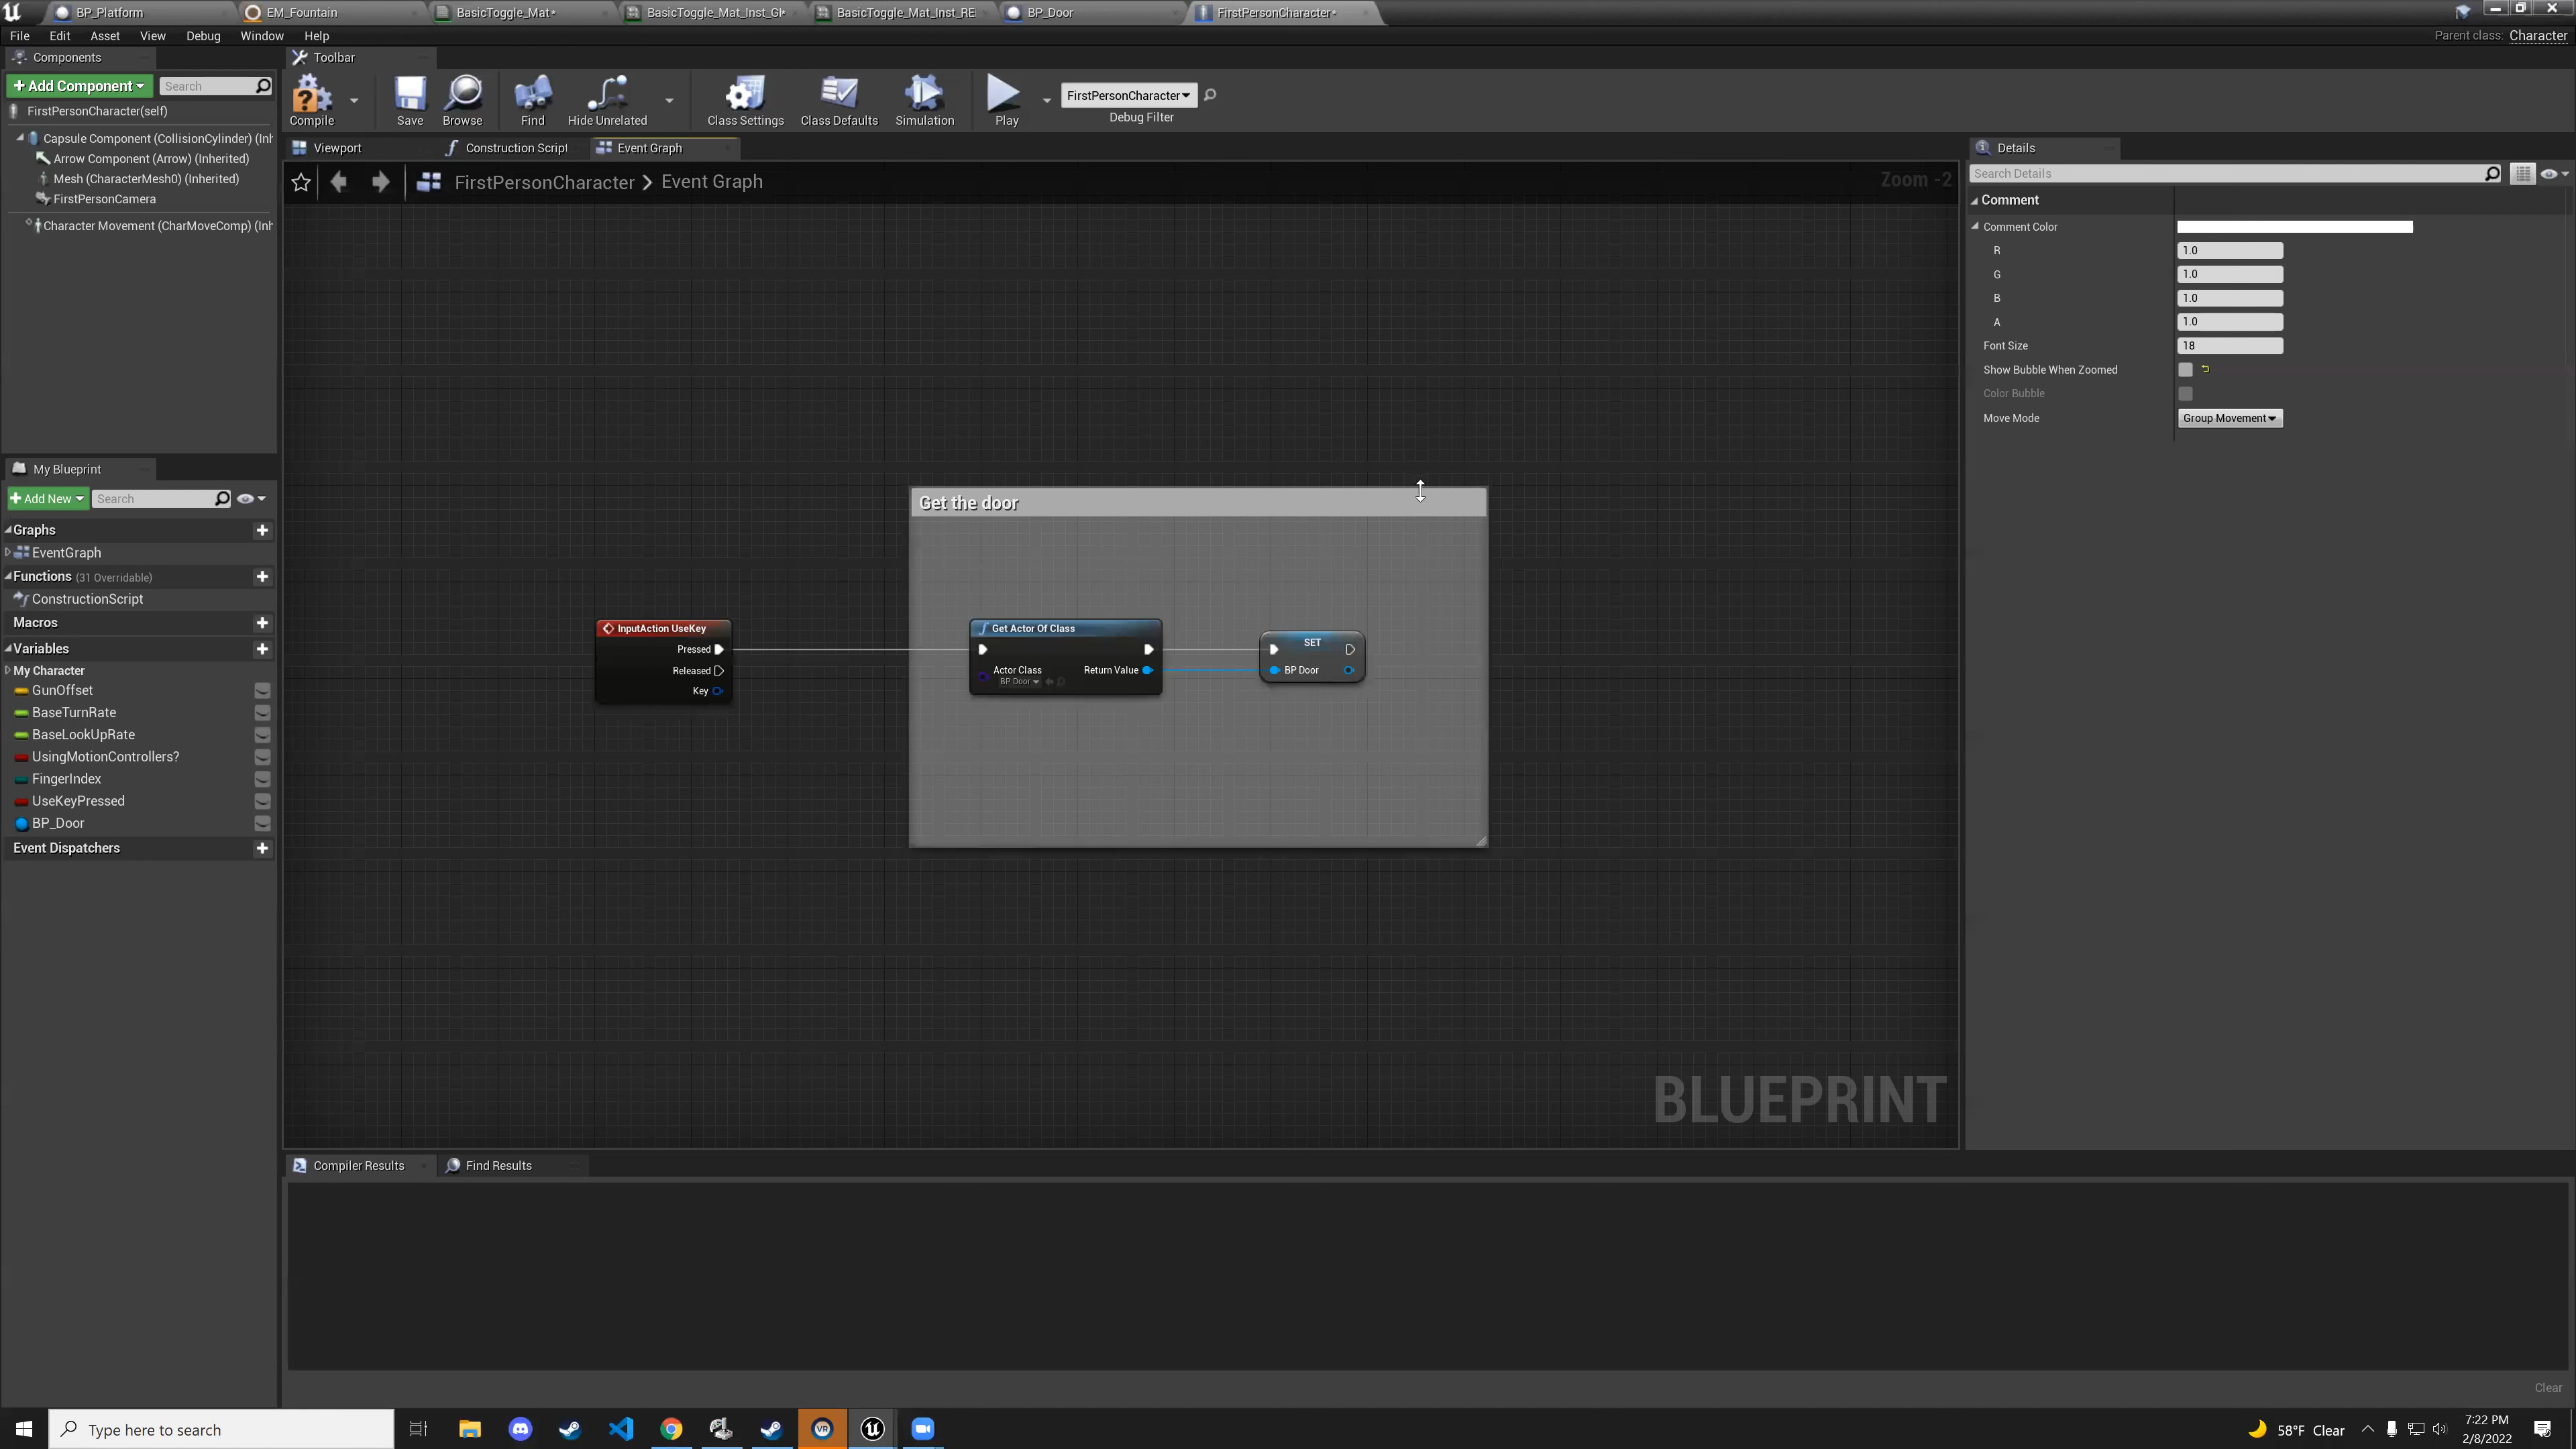 BP_Platform
EM_Fountain
BasicToggle_Mat*
BasicToggle_Mat_Inst_GI*
BasicToggle_Mat_Inst_RE
BP_Door
FirstPersonCharacter*
File Edit Asset View Debug Window Help
Parent class: Character
Components
Toolbar
Add Component
Search
FirstPersonCharacter(self)
Capsule Component (CollisionCylinder) (Inh
Arrow Component (Arrow) (Inherited)
Mesh (CharacterMesh0) (Inherited)
FirstPersonCamera
Character Movement (CharMoveComp) (Inh
Compile
Save
Browse
Find
Hide Unrelated
Class Settings
Class Defaults
Simulation
Play
FirstPersonCharacter
Debug Filter
Viewport
Construction Script
Event Graph
FirstPersonCharacter > Event Graph
Zoom -2
Details
Search Details
Comment
Comment Color
R 1.0
G 1.0
B 1.0
A 1.0
Font Size 18
Show Bubble When Zoomed
Color Bubble
Move Mode Group Movement
My Blueprint
Add New
Search
Graphs
EventGraph
Functions (31 Overridable)
ConstructionScript
Macros
Variables
My Character
GunOffset
BaseTurnRate
BaseLookUpRate
UsingMotionControllers?
FingerIndex
UseKeyPressed
BP_Door
Event Dispatchers
Get the door
InputAction UseKey
Pressed
Released
Key
Get Actor Of Class
Actor Class
BP Door
Return Value
SET
BP Door
BLUEPRINT
Compiler Results
Find Results
Clear
Type here to search
VR
58°F Clear
7:22 PM
2/8/2022